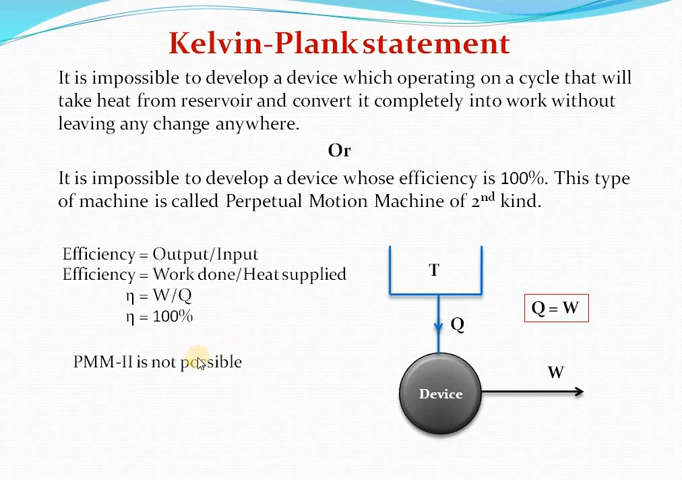 Kelvin-Plank statement
It is impossible to develop a device which operating on a cycle that will
take heat from reservoir and convert it completely into work without
leaving any change anywhere.
Or
It is impossible to develop a device whose efficiency is 100%. This type
of machine is called Perpetual Motion Machine of 2nd kind.
Efficiency = Output/Input
Efficiency = Work done/Heat supplied
η = W/Q
η = 100%
PMM-II is not possible
T
Q
Q = W
W
Device